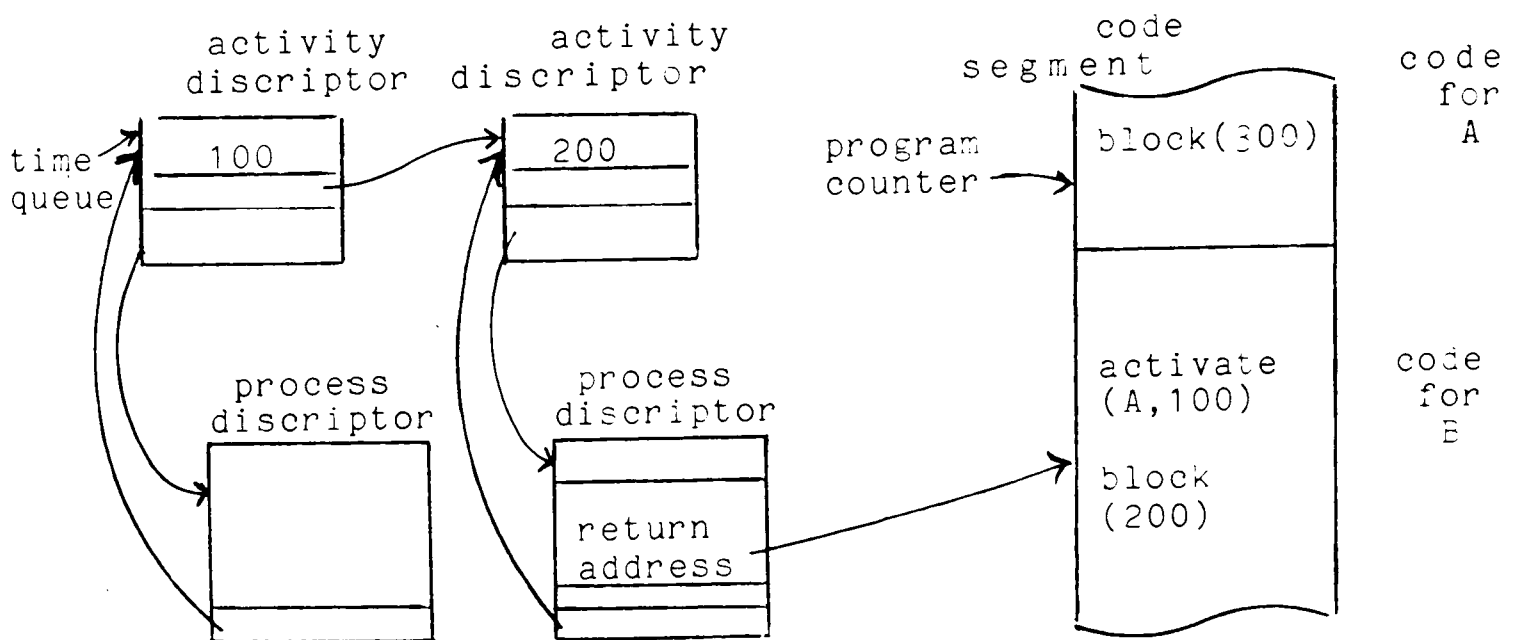 activity
discriptor
activity
discriptor
code
segment
code
for
A
time
queue
100
200
program
counter
block(300)
process
discriptor
process
discriptor
return
address
activate
(A,100)
block
(200)
code
for
B